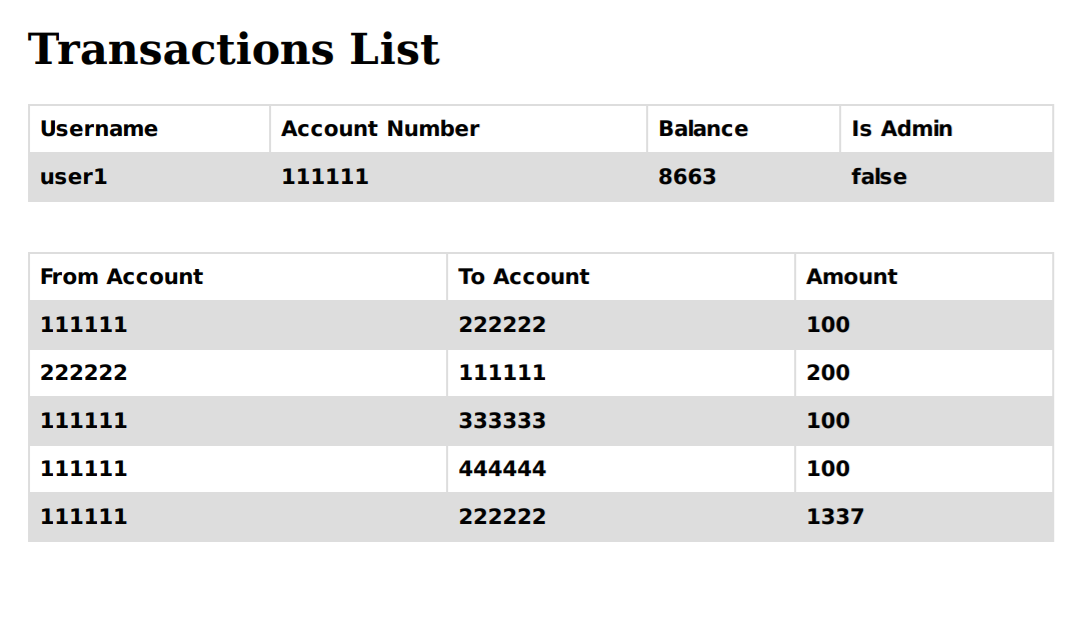 Transactions List
Username Account Number Balance Is Admin
user1 111111 8663 false
From Account To Account Amount
111111 222222 100
222222 111111 200
111111 333333 100
111111 444444 100
111111 222222 1337